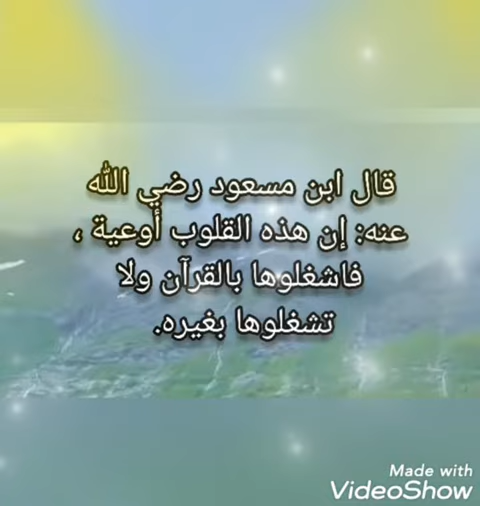 قال ابن مسعود رضي الله
عنه: إن هذه القلوب أوعية ،
فاشغلوها بالقرآن ولا
تشغلوها بغيره.
Made with
VideoShow